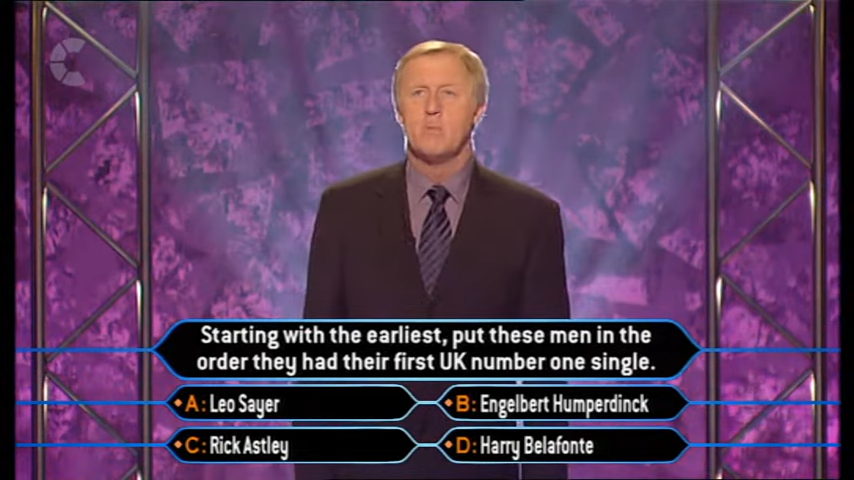 Starting with the earliest, put these men in the
order they had their first UK number one single.
A: Leo Sayer
B: Engelbert Humperdinck
C: Rick Astley
D: Harry Belafonte